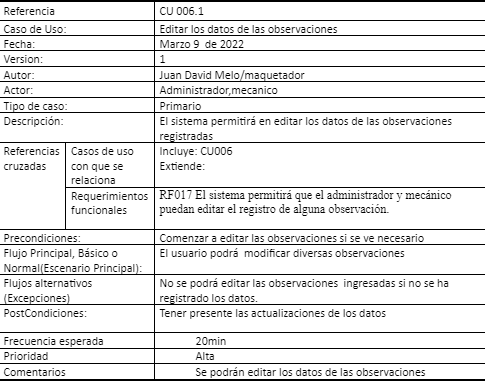 Referencia CU 006.1
Caso de Uso: Editar los datos de las observaciones
Fecha: Marzo 9 de 2022
Version: 1
Autor: Juan David Melo/maquetador
Actor: Administrador,mecanico
Tipo de caso: Primario
Descripción: El sistema permitirá en editar los datos de las observaciones
registradas
Referencias
cruzadas
Casos de uso
con que se
relaciona
Incluye: CU006
Extiende:
Requerimientos
funcionales
RF017 El sistema permitirá que el administrador y mecánico
puedan editar el registro de alguna observación.
Precondiciones: Comenzar a editar las observaciones si se ve necesario
Flujo Principal, Básico o
Normal(Escenario Principal):
El usuario podrá modificar diversas observaciones
Flujos alternativos
(Excepciones)
No se podrá editar las observaciones ingresadas si no se ha
registrado los datos.
PostCondiciones: Tener presente las actualizaciones de los datos
Frecuencia esperada 20min
Prioridad Alta
Comentarios Se podrán editar los datos de las observaciones